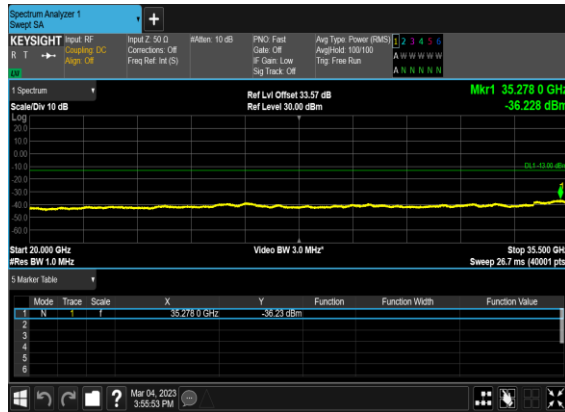 Spectrum Analyzer 1
Swept SA
KEYSIGHT Input: RF Input Z: 50 Ω #Atten: 10 dB PNO: Fast Avg Type: Power (RMS) 1 2 3 4 5 6
R T Coupling: DC Corrections: Off Gate: Off Avg|Hold: 100/100 A W W W W W
Align: Off Freq Ref: Int (S) IF Gain: Low Trig: Free Run
Sig Track: Off A N N N N N
1 Spectrum Ref Lvl Offset 33.57 dB Mkr1 35.278 0 GHz
Scale/Div 10 dB Ref Level 30.00 dBm -36.228 dBm
Log
20.0
10.0
0.00
-10.0 DL1 -13.00 dBm
-20.0
-30.0
-40.0
-50.0
-60.0
Start 20.000 GHz Video BW 3.0 MHz* Stop 35.500 GHz
#Res BW 1.0 MHz Sweep 26.7 ms (40001 pts)
5 Marker Table
Mode Trace Scale X Y Function Function Width Function Value
1 N 1 f 35.278 0 GHz -36.23 dBm
2
3
4
5
6
? Mar 04, 2023
3:55:53 PM